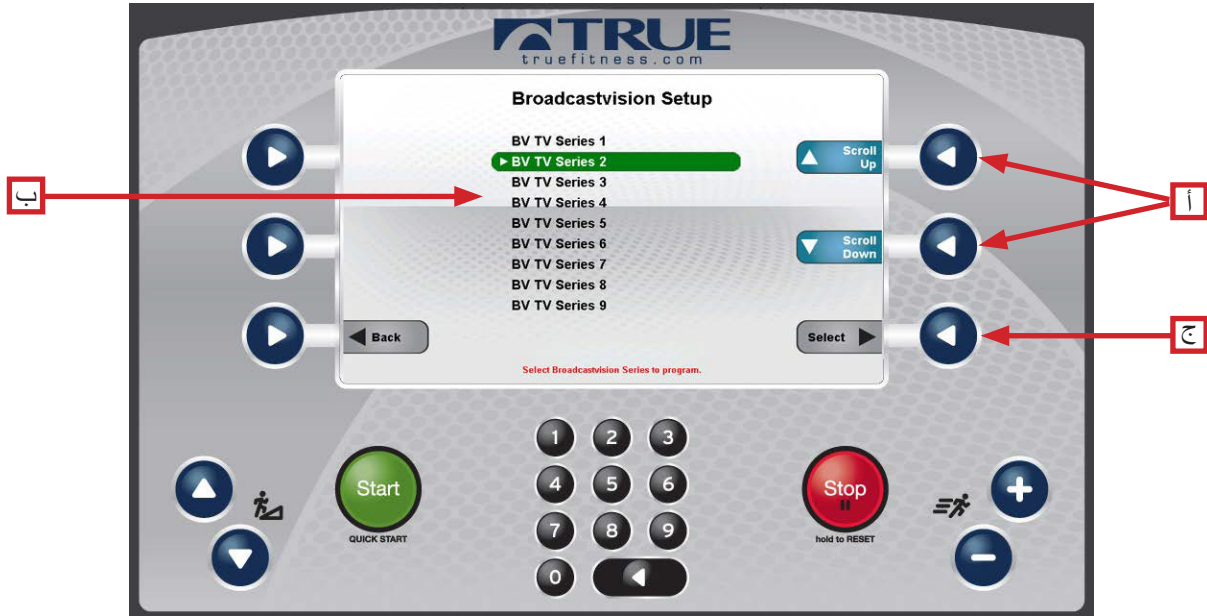 TRUE
truefitness.com
Broadcastvision Setup
BV TV Series 1
BV TV Series 2
BV TV Series 3
BV TV Series 4
BV TV Series 5
BV TV Series 6
BV TV Series 7
BV TV Series 8
BV TV Series 9
Scroll
Up
Scroll
Down
Back
Select
Select Broadcastvision Series to program.
أ
ب
ج
Start
QUICK START
1 2 3
4 5 6
7 8 9
0
Stop
hold to RESET